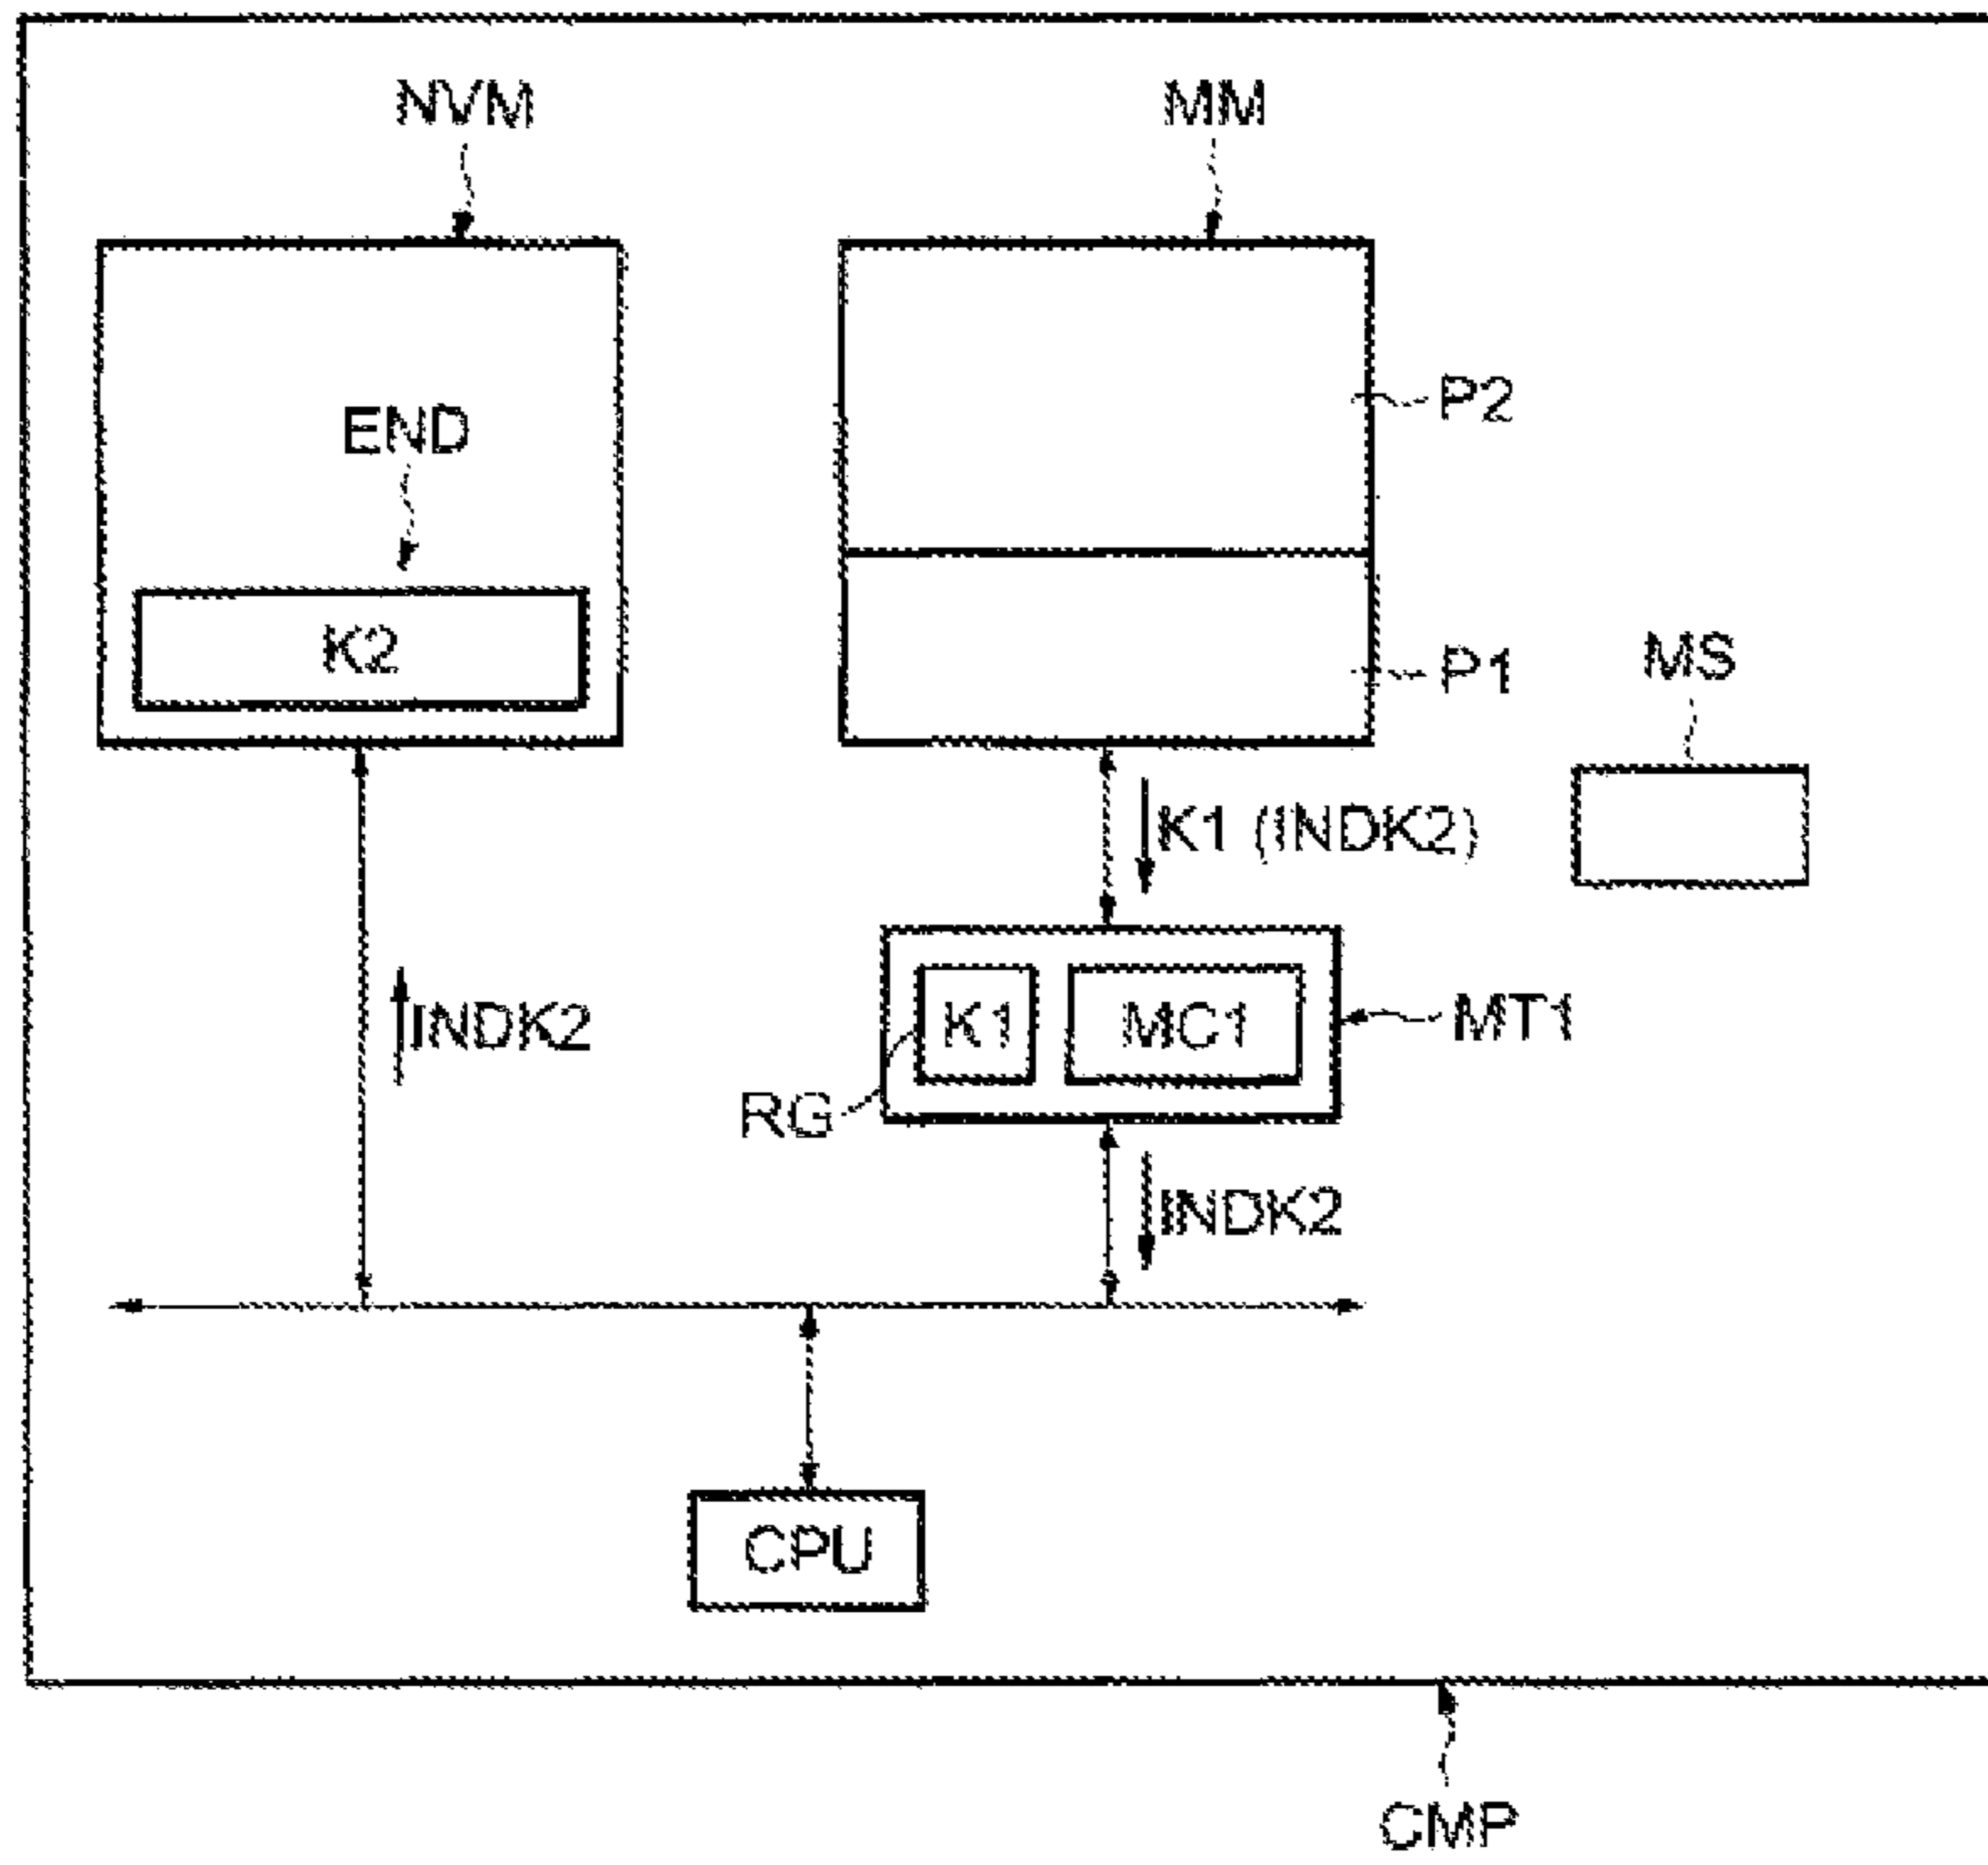 NVM
MM
END
P2
K2
P1
MS
K1 (INDK2)
INDK2
K1
MC1
MT1
RG
INDK2
CPU
CMP